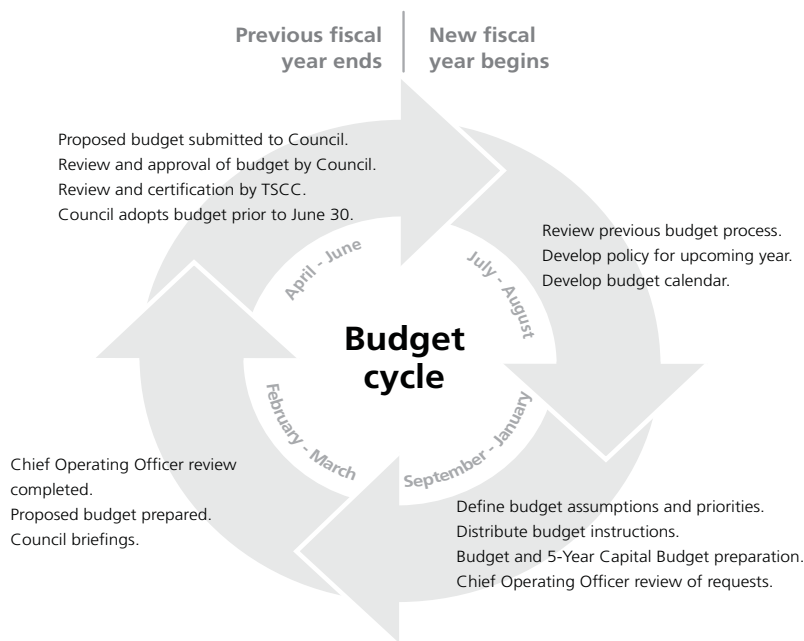 Previous fiscal
year ends
New fiscal
year begins
Proposed budget submitted to Council.
Review and approval of budget by Council.
Review and certification by TSCC.
Council adopts budget prior to June 30.
April - June
July - August
Review previous budget process.
Develop policy for upcoming year.
Develop budget calendar.
Budget
cycle
February - March
September - January
Chief Operating Officer review
completed.
Proposed budget prepared.
Council briefings.
Define budget assumptions and priorities.
Distribute budget instructions.
Budget and 5-Year Capital Budget preparation.
Chief Operating Officer review of requests.